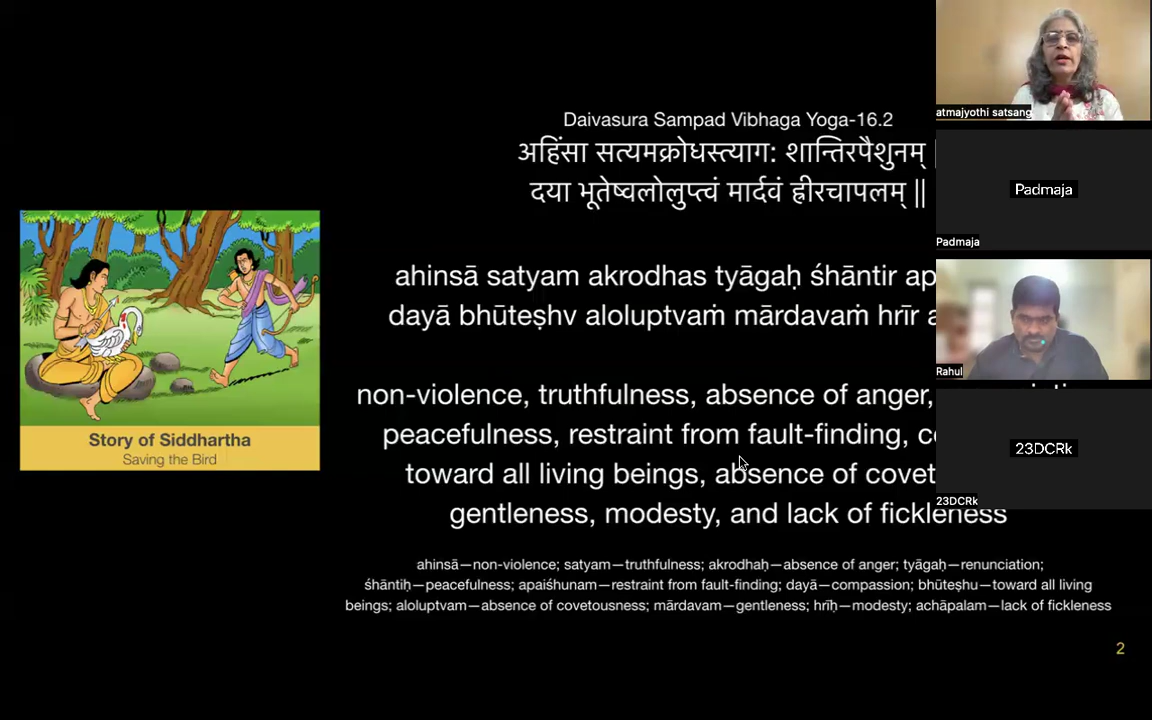 Daivasura Sampad Vibhaga Yoga-16.2
अहिंसा सत्यमक्रोधस्त्याग: शान्तिरपैशुनम् |
दया भूतेष्वलोलुप्त्वं मार्दवं ह्रीरचापलम् ||
ahinsā satyam akrodhas tyāgaḥ śhāntir
dayā bhūteṣhv aloluptvaṁ mārdavaṁ hrīr
non-violence, truthfulness, absence of anger,
peacefulness, restraint from fault-finding,
toward all living beings, absence of
gentleness, modesty, and lack of fickleness
ahinsā—non-violence; satyam—truthfulness; akrodhaḥ—absence of anger; tyāgaḥ—renunciation;
śhāntiḥ—peacefulness; apaiśhunam—restraint from fault-finding; dayā—compassion; bhūteṣhu—toward all living
beings; aloluptvam—absence of covetousness; mārdavam—gentleness; hrīḥ—modesty; achāpalam—lack of fickleness
Story of Siddhartha
Saving the Bird
2
atmajyothi satsang
Padmaja
Padmaja
Rahul
23DCRk
23DCRk